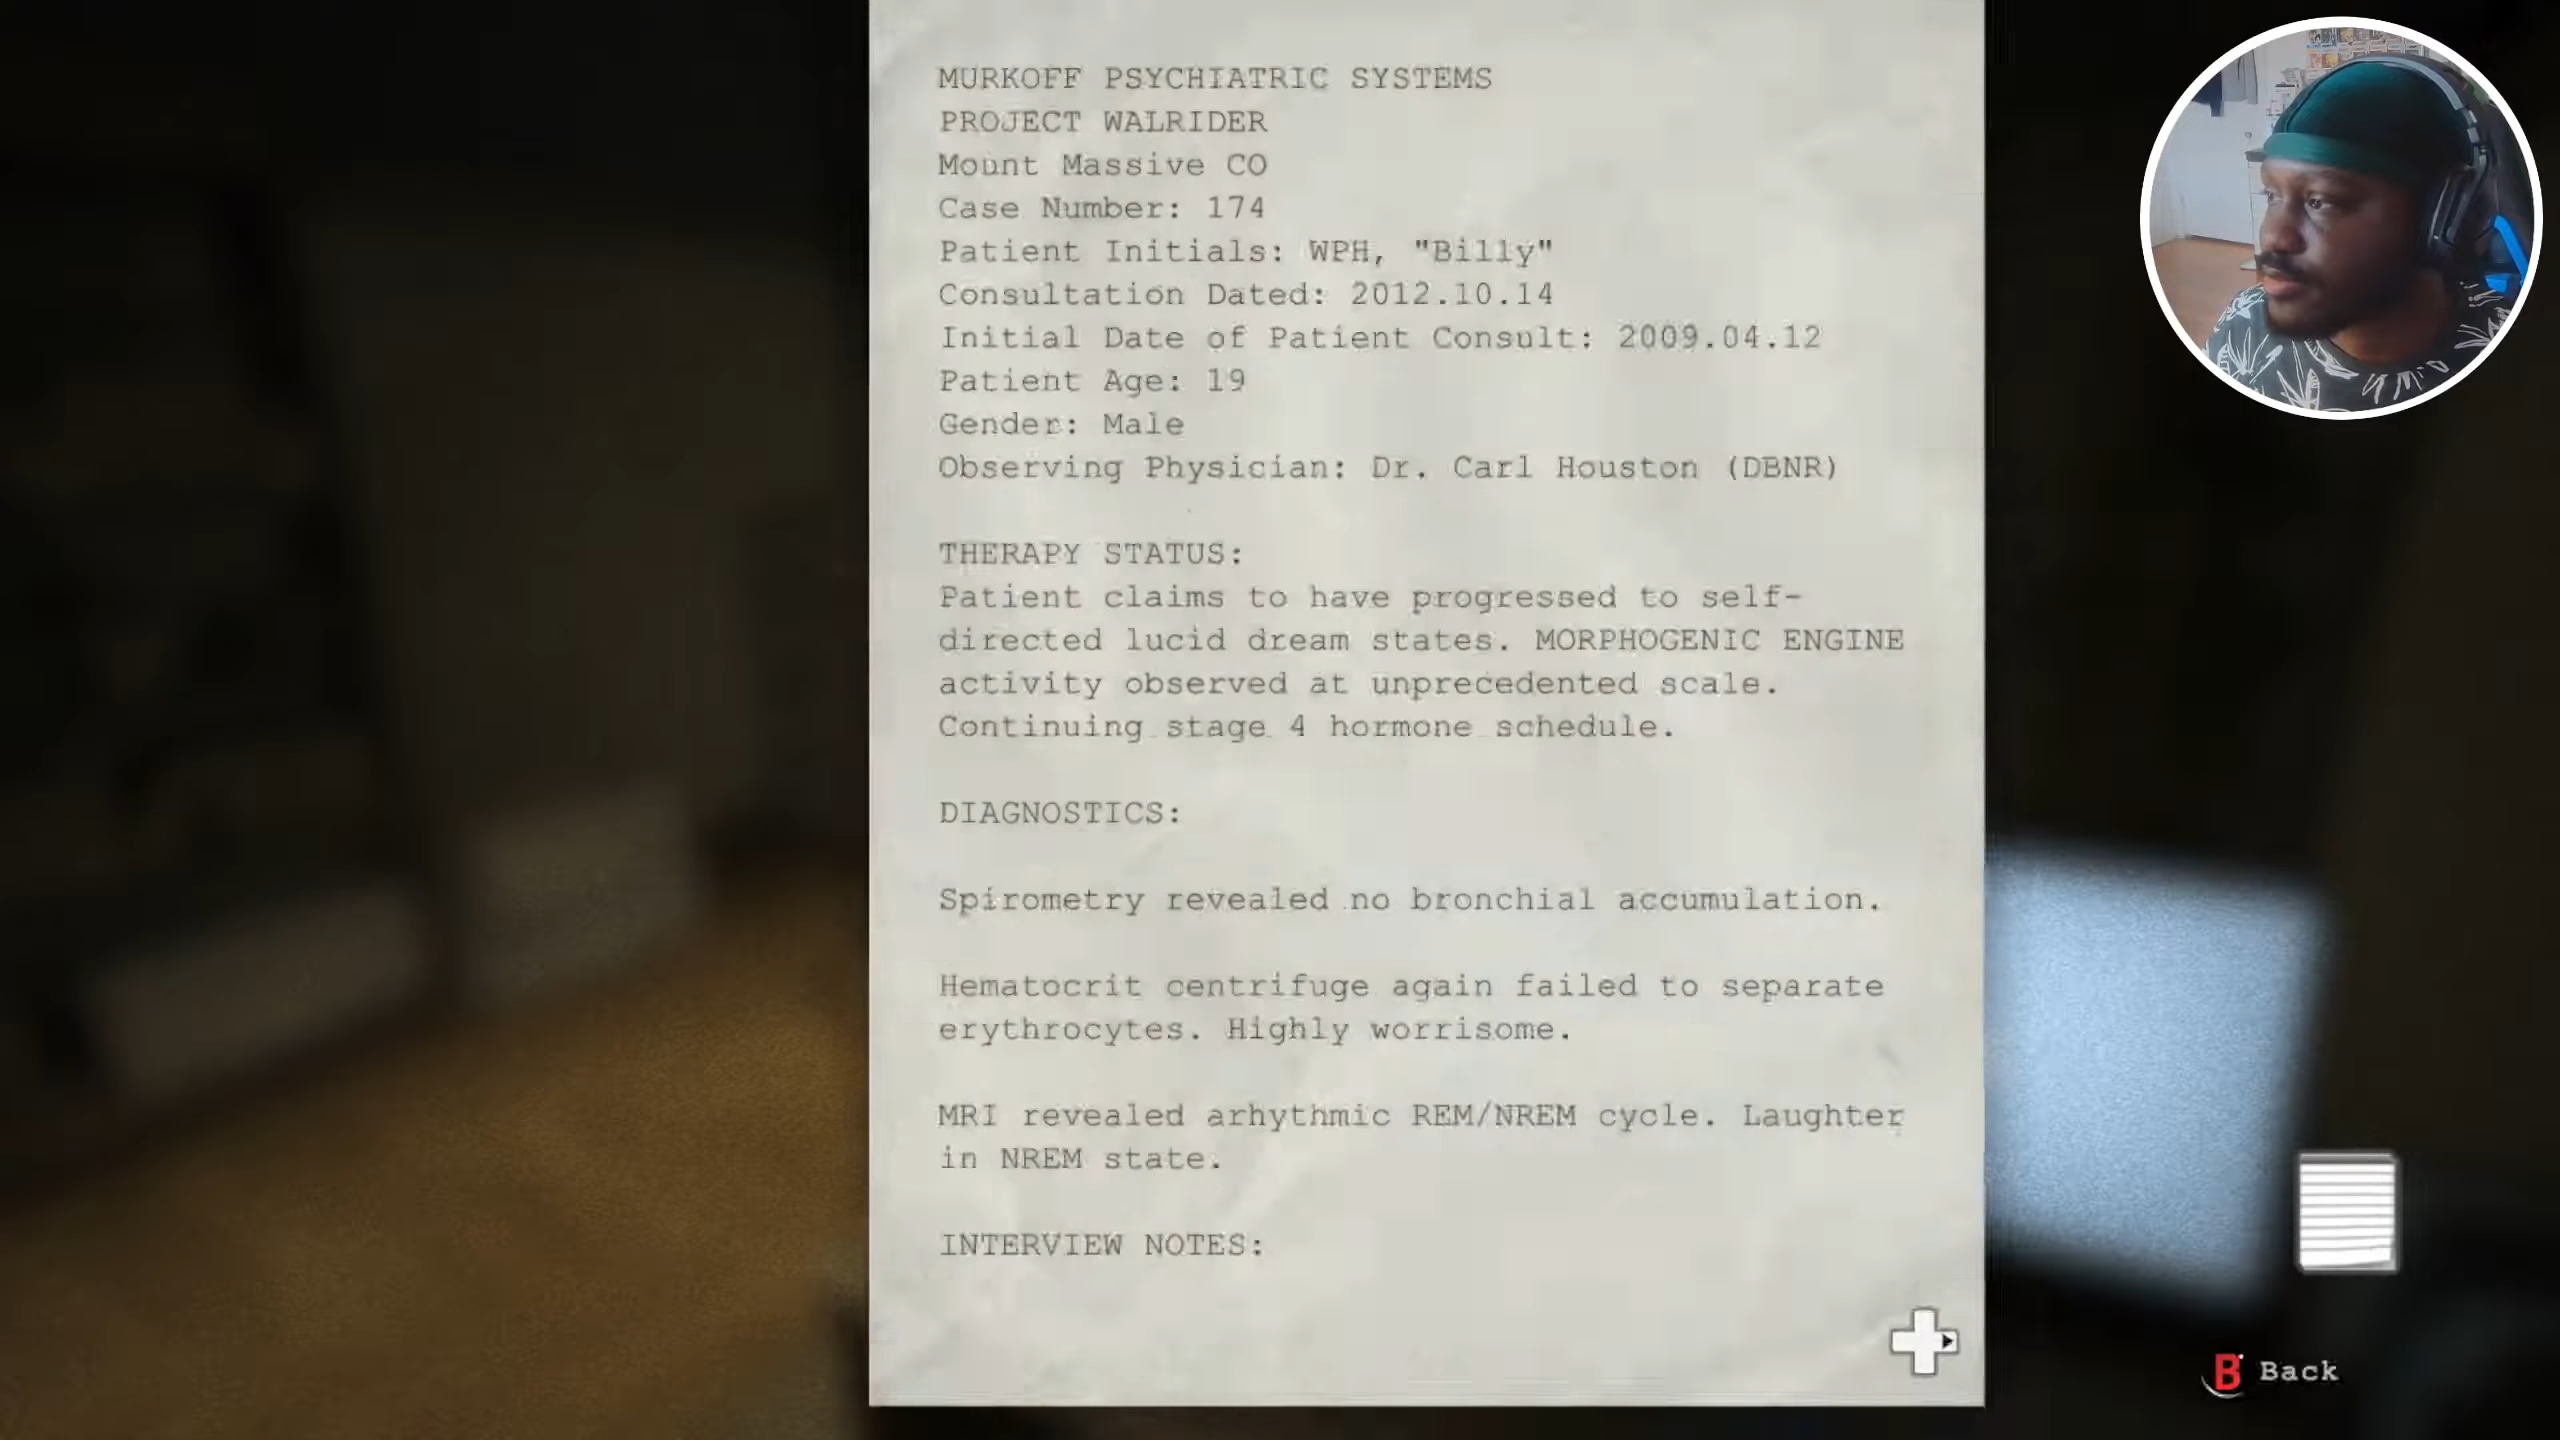 MURKOFF PSYCHIATRIC SYSTEMS
PROJECT WALRIDER
Mount Massive CO
Case Number: 174
Patient Initials: WPH, "Billy"
Consultation Dated: 2012.10.14
Initial Date of Patient Consult: 2009.04.12
Patient Age: 19
Gender: Male
Observing Physician: Dr. Carl Houston (DBNR)
THERAPY STATUS:
Patient claims to have progressed to self-
directed lucid dream states. MORPHOGENIC ENGINE
activity observed at unprecedented scale.
Continuing stage 4 hormone schedule.
DIAGNOSTICS:
Spirometry revealed no bronchial accumulation.
Hematocrit centrifuge again failed to separate
erythrocytes. Highly worrisome.
MRI revealed arhythmic REM/NREM cycle. Laughter
in NREM state.
INTERVIEW NOTES:
B Back